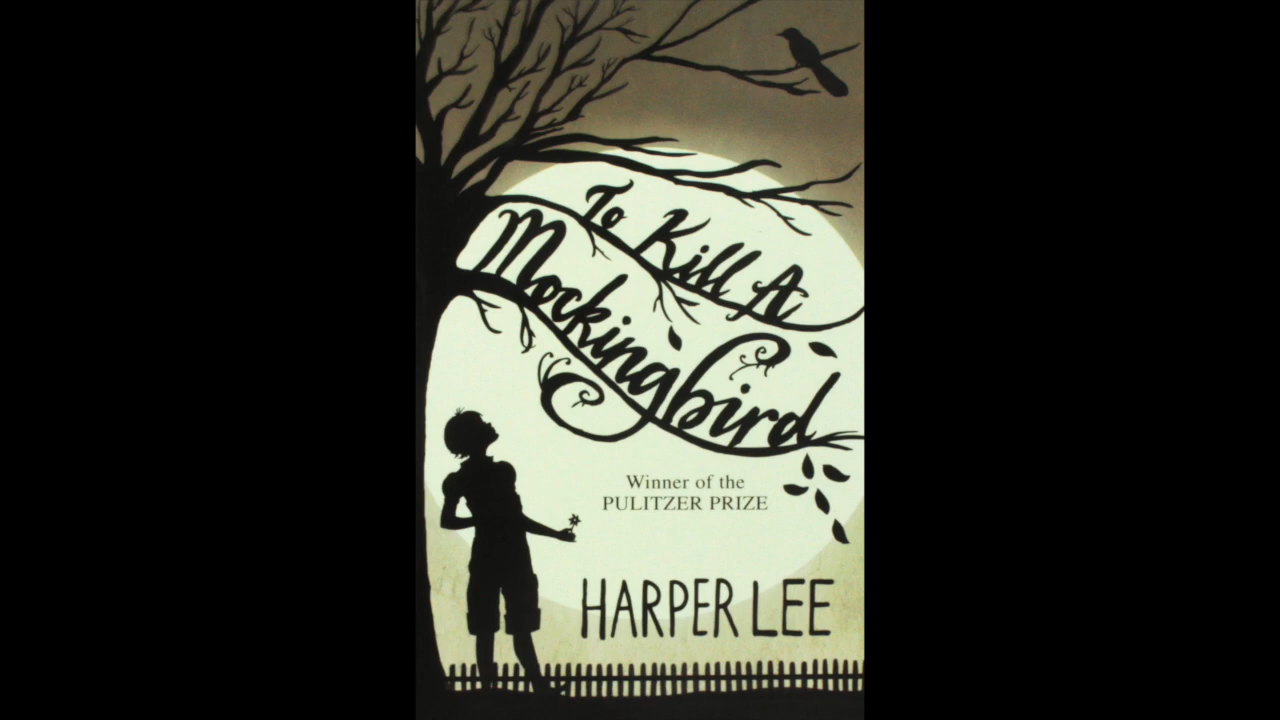 To Kill A
Mockingbird
Winner of the
PULITZER PRIZE
HARPER LEE